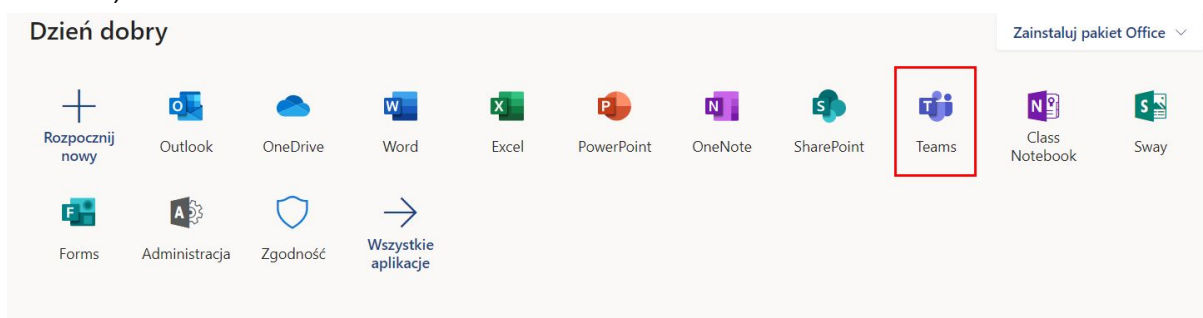 Dzień dobry
Zainstaluj pakiet Office
Rozpocznij
nowy
Outlook
OneDrive
Word
Excel
PowerPoint
OneNote
SharePoint
Teams
Class
Notebook
Sway
Forms
Administracja
Zgodność
Wszystkie
aplikacje